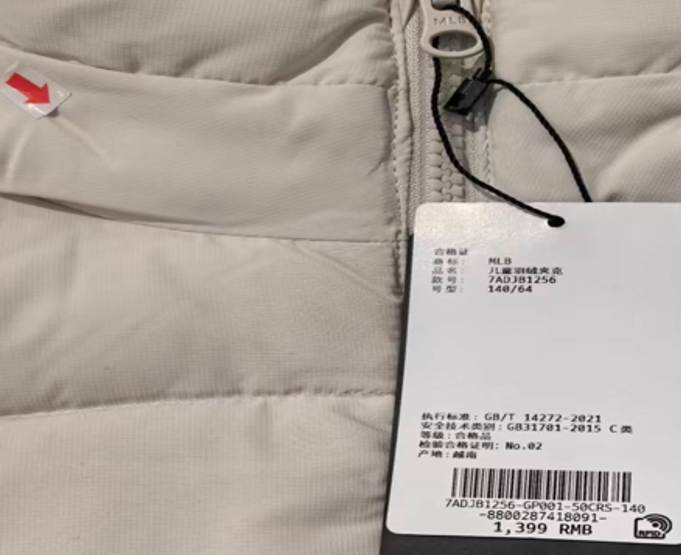 MLB
合格证
商标: MLB
品名: JL童羽绒夹克
款号: 7ADJB1256
号型: 140/64
执行标准: GB/T 14272-2021
安全技术类别: GB31701-2015 C类
等级: 合格品
检验合格证明: No.02
产地: 越南
7ADJB1256-GP001-50CRS-140
-8800287418091-
1,399 RMB
RFID